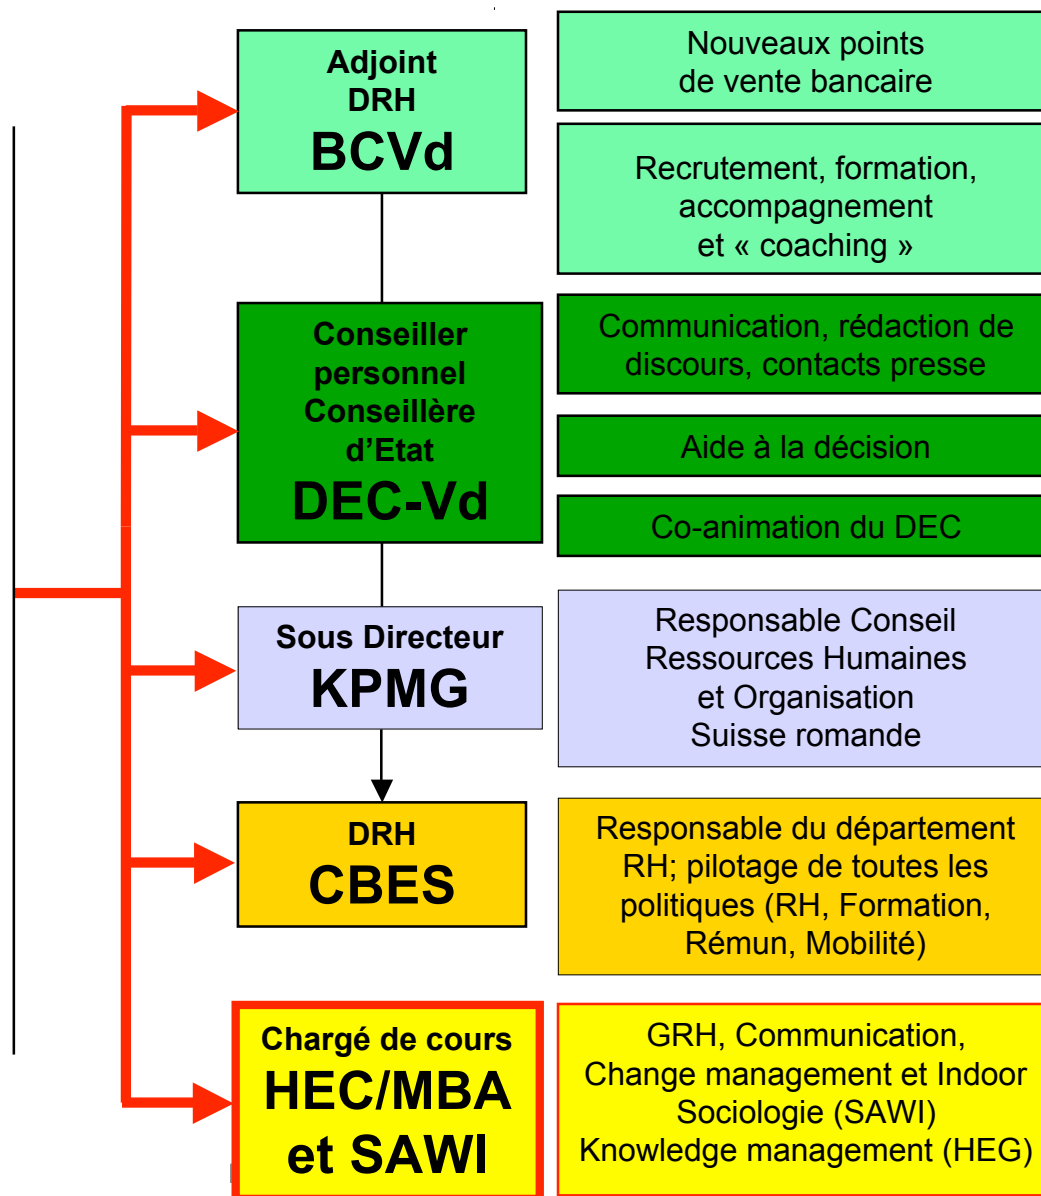 Adjoint
DRH
BCVd
Nouveaux points
de vente bancaire
Recrutement, formation,
accompagnement
et « coaching »
Conseiller
personnel
Conseillère
d’Etat
DEC-Vd
Communication, rédaction de
discours, contacts presse
Aide à la décision
Co-animation du DEC
Sous Directeur
KPMG
Responsable Conseil
Ressources Humaines
et Organisation
Suisse romande
DRH
CBES
Responsable du département
RH; pilotage de toutes les
politiques (RH, Formation,
Rémun, Mobilité)
Chargé de cours
HEC/MBA
et SAWI
GRH, Communication,
Change management et Indoor
Sociologie (SAWI)
Knowledge management (HEG)